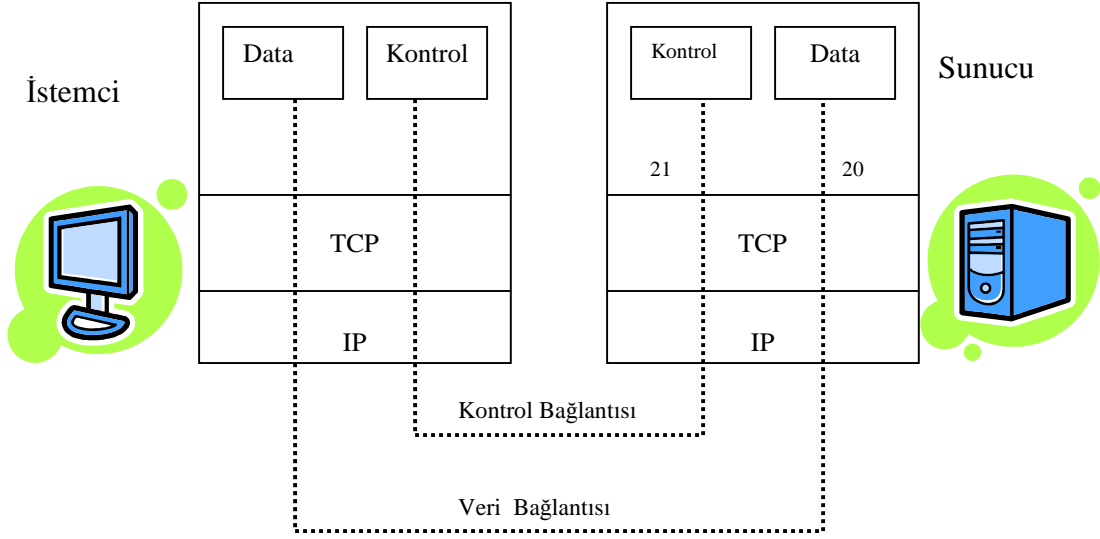 İstemci
Data
Kontrol
TCP
IP
Kontrol
Data
21
20
TCP
IP
Sunucu
Kontrol Bağlantısı
Veri Bağlantısı